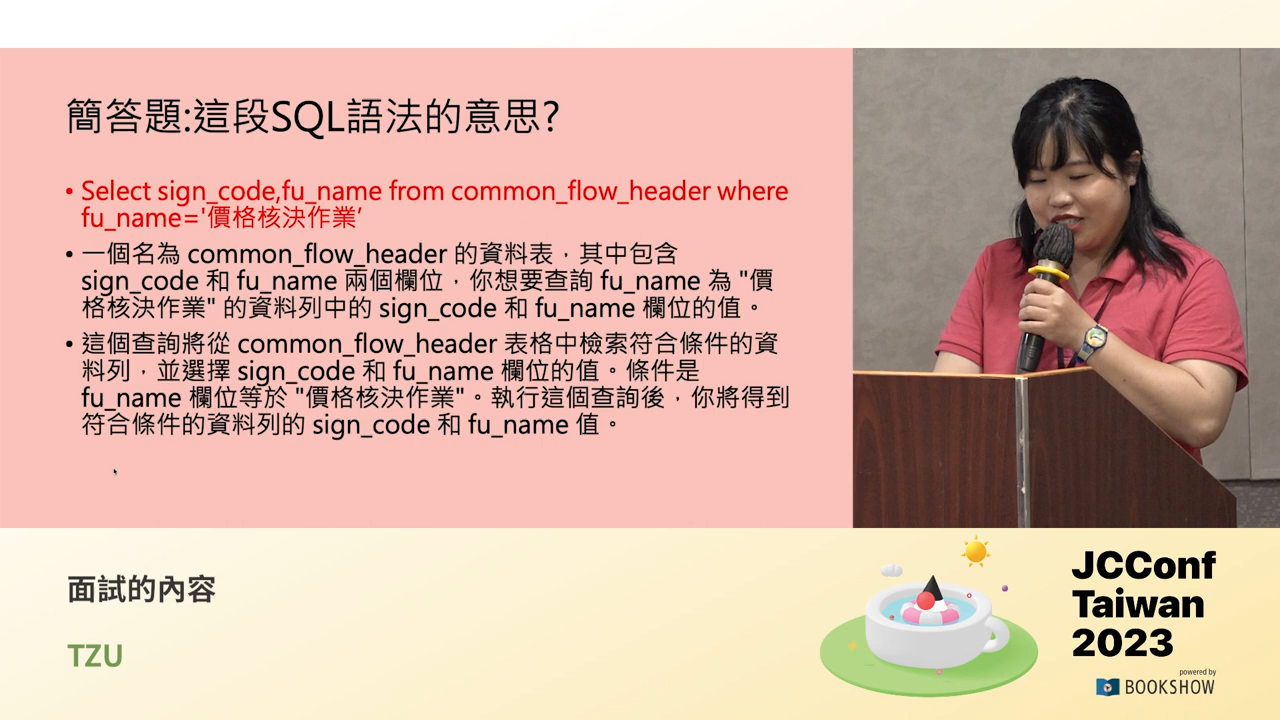 簡答題:這段SQL語法的意思?
• Select sign_code,fu_name from common_flow_header where
fu_name='價格核決作業'
• 一個名為 common_flow_header 的資料表，其中包含
sign_code 和 fu_name 兩個欄位，你想要查詢 fu_name 為 "價
格核決作業" 的資料列中的 sign_code 和 fu_name 欄位的值。
• 這個查詢將從 common_flow_header 表格中檢索符合條件的資
料列，並選擇 sign_code 和 fu_name 欄位的值。條件是
fu_name 欄位等於 "價格核決作業"。執行這個查詢後，你將得到
符合條件的資料列的 sign_code 和 fu_name 值。
面試的內容
TZU
JCConf
Taiwan
2023
powered by
BOOKSHOW